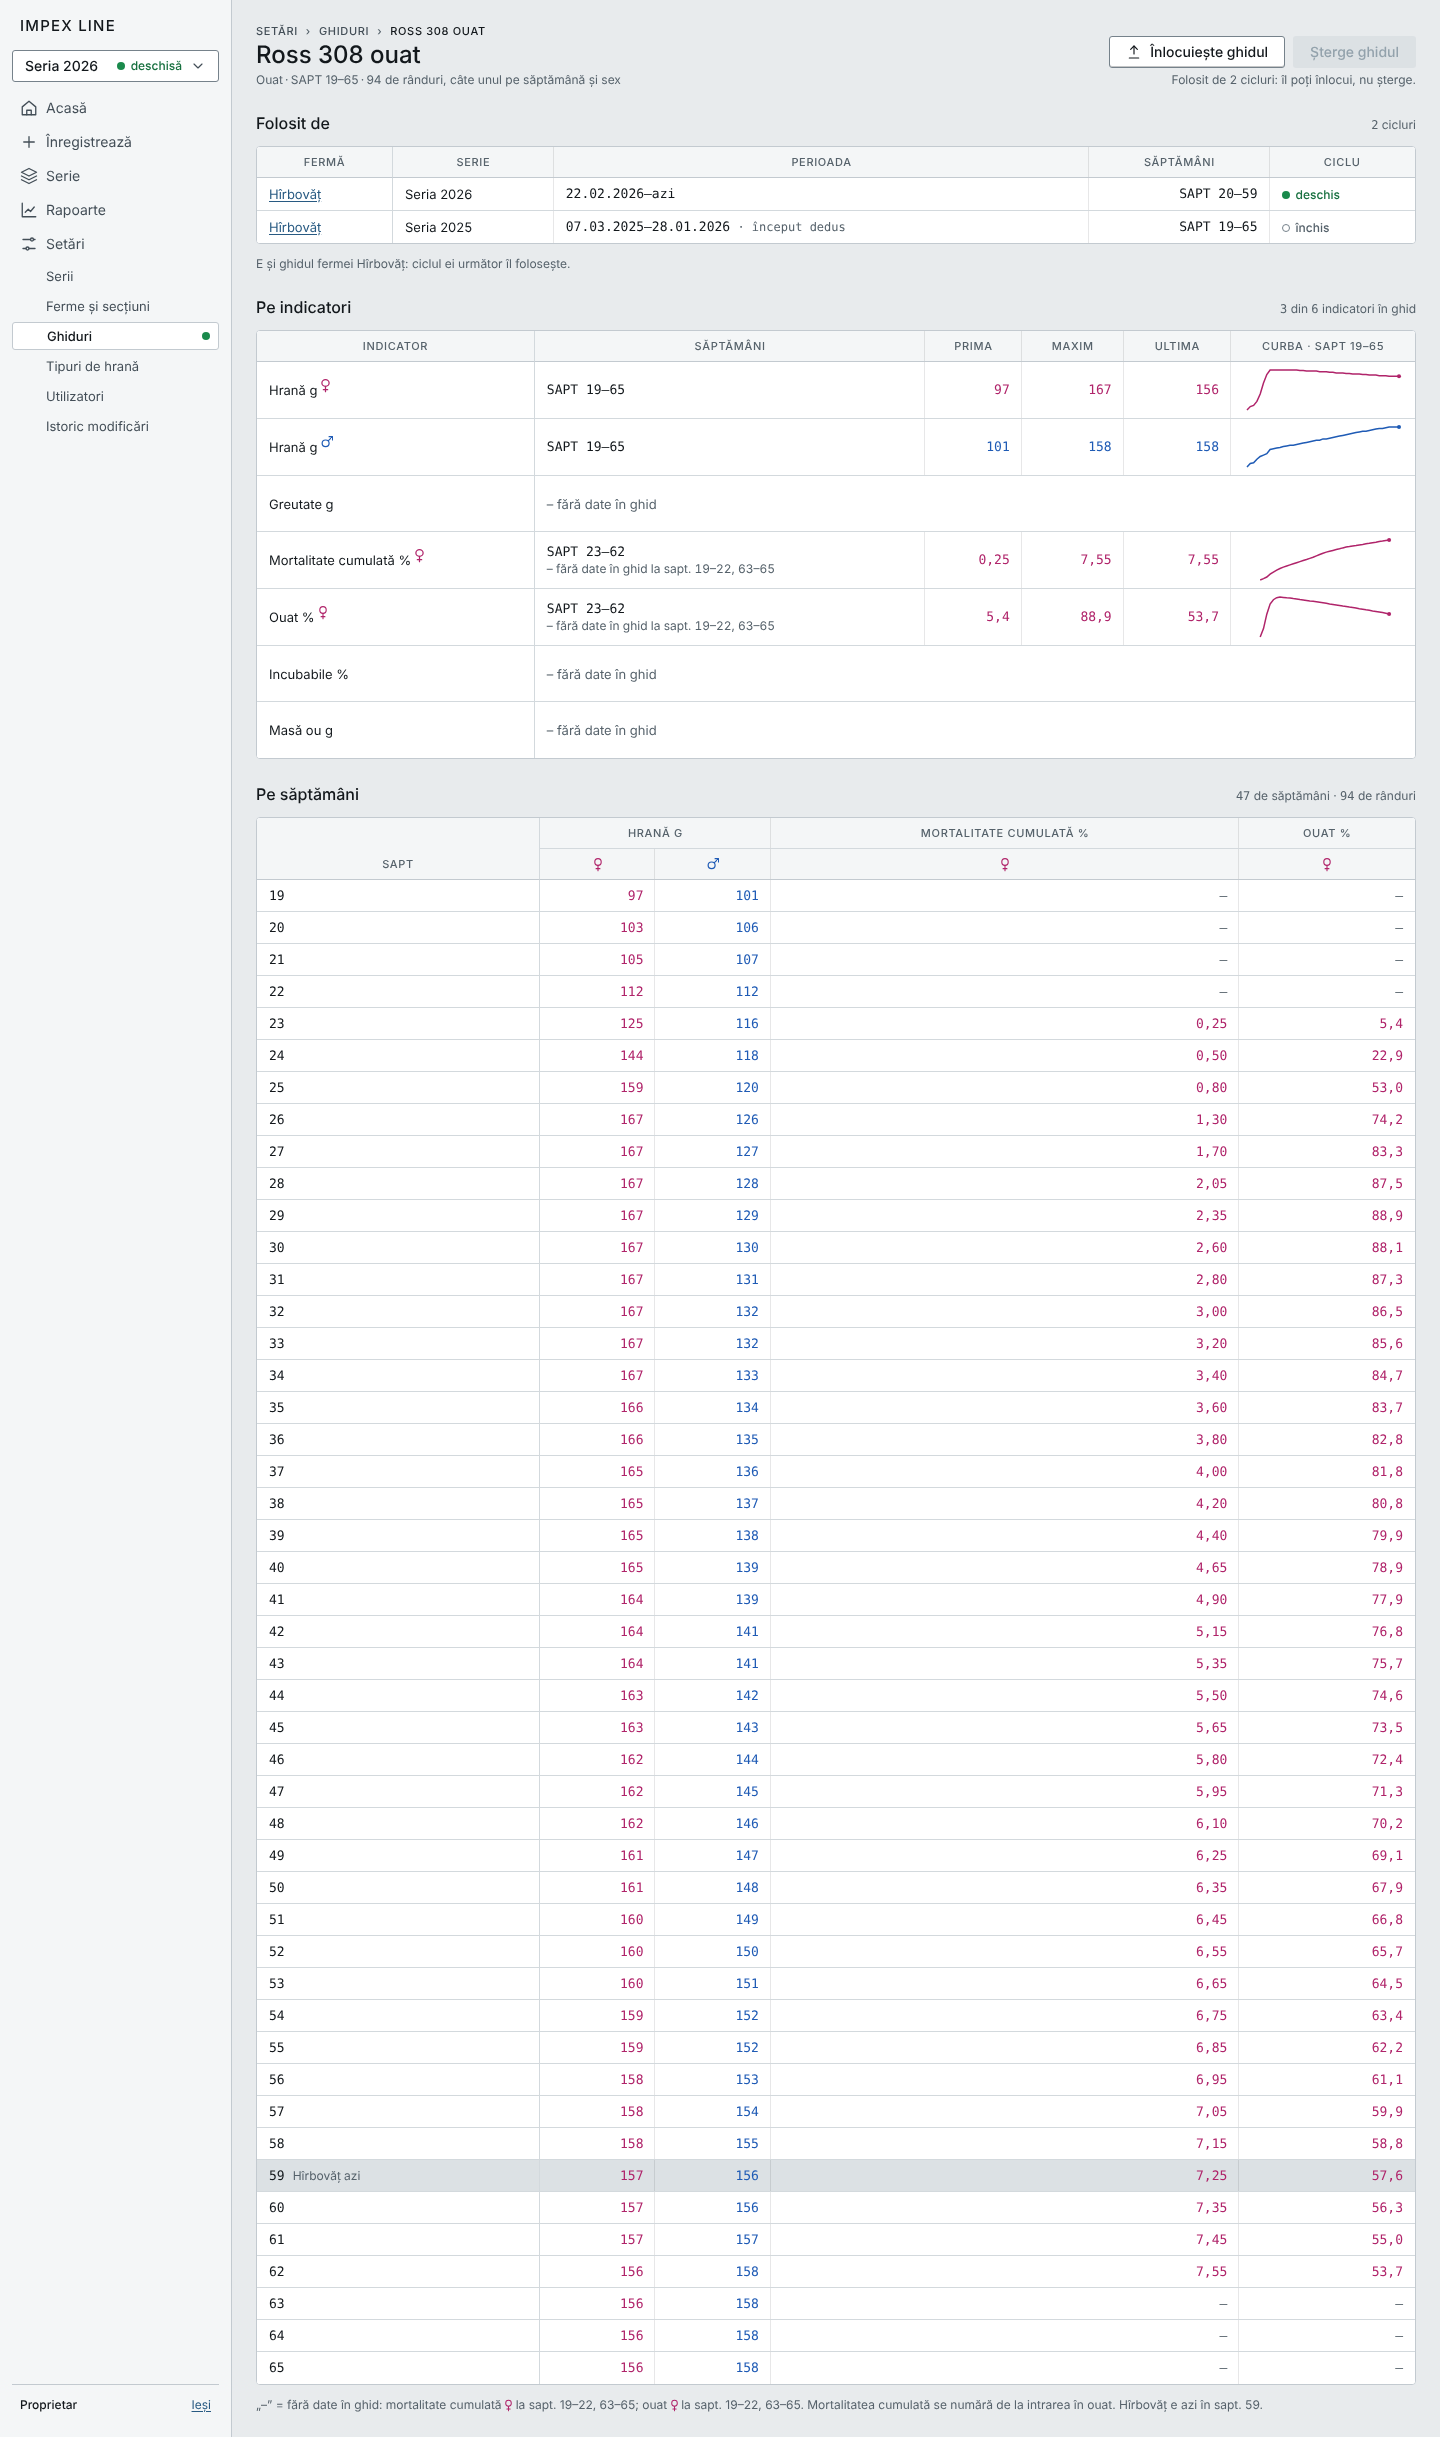 IMPEX LINE
Seria 2026 deschisă
Acasă
Înregistrează
Serie
Rapoarte
Setări
Serii
Ferme și secțiuni
Ghiduri
Tipuri de hrană
Utilizatori
Istoric modificări
Proprietar Ieși
SETĂRI › GHIDURI › ROSS 308 OUAT
Ross 308 ouat
Ouat · SAPT 19–65 · 94 de rânduri, câte unul pe săptămână și sex
Înlocuiește ghidul Șterge ghidul
Folosit de 2 cicluri: îl poți înlocui, nu șterge.
Folosit de 2 cicluri
FERMĂ SERIE PERIOADA SĂPTĂMÂNI CICLU
Hîrbovăț Seria 2026 22.02.2026–azi SAPT 20–59 deschis
Hîrbovăț Seria 2025 07.03.2025–28.01.2026 · început dedus SAPT 19–65 închis
E și ghidul fermei Hîrbovăț: ciclul ei următor îl folosește.
Pe indicatori 3 din 6 indicatori în ghid
INDICATOR SĂPTĂMÂNI PRIMA MAXIM ULTIMA CURBA · SAPT 19–65
Hrană g ♀ SAPT 19–65 97 167 156
Hrană g ♂ SAPT 19–65 101 158 158
Greutate g – fără date în ghid
Mortalitate cumulată % ♀ SAPT 23–62 0,25 7,55 7,55
– fără date în ghid la sapt. 19–22, 63–65
Ouat % ♀ SAPT 23–62 5,4 88,9 53,7
– fără date în ghid la sapt. 19–22, 63–65
Incubabile % – fără date în ghid
Masă ou g – fără date în ghid
Pe săptămâni 47 de săptămâni · 94 de rânduri
SAPT HRANĂ G MORTALITATE CUMULATĂ % OUAT %
♀ ♂ ♀ ♀
19 97 101 – –
20 103 106 – –
21 105 107 – –
22 112 112 – –
23 125 116 0,25 5,4
24 144 118 0,50 22,9
25 159 120 0,80 53,0
26 167 126 1,30 74,2
27 167 127 1,70 83,3
28 167 128 2,05 87,5
29 167 129 2,35 88,9
30 167 130 2,60 88,1
31 167 131 2,80 87,3
32 167 132 3,00 86,5
33 167 132 3,20 85,6
34 167 133 3,40 84,7
35 166 134 3,60 83,7
36 166 135 3,80 82,8
37 165 136 4,00 81,8
38 165 137 4,20 80,8
39 165 138 4,40 79,9
40 165 139 4,65 78,9
41 164 139 4,90 77,9
42 164 141 5,15 76,8
43 164 141 5,35 75,7
44 163 142 5,50 74,6
45 163 143 5,65 73,5
46 162 144 5,80 72,4
47 162 145 5,95 71,3
48 162 146 6,10 70,2
49 161 147 6,25 69,1
50 161 148 6,35 67,9
51 160 149 6,45 66,8
52 160 150 6,55 65,7
53 160 151 6,65 64,5
54 159 152 6,75 63,4
55 159 152 6,85 62,2
56 158 153 6,95 61,1
57 158 154 7,05 59,9
58 158 155 7,15 58,8
59 Hîrbovăț azi 157 156 7,25 57,6
60 157 156 7,35 56,3
61 157 157 7,45 55,0
62 156 158 7,55 53,7
63 156 158 – –
64 156 158 – –
65 156 158 – –
„–” = fără date în ghid: mortalitate cumulată ♀ la sapt. 19–22, 63–65; ouat ♀ la sapt. 19–22, 63–65. Mortalitatea cumulată se numără de la intrarea în ouat. Hîrbovăț e azi în sapt. 59.